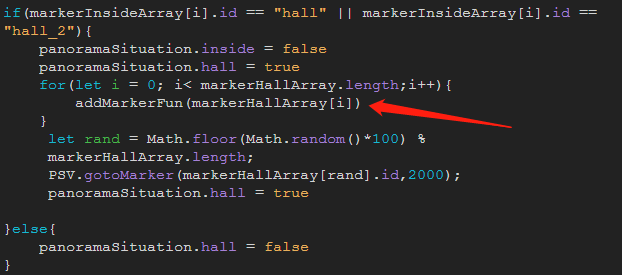 if(markerInsideArray[i].id == "hall" || markerInsideArray[i].id ==
"hall_2"){
panoramaSituation.inside = false
panoramaSituation.hall = true
for(let i = 0; i< markerHallArray.length;i++){
addMarkerFun(markerHallArray[i])
}
let rand = Math.floor(Math.random()*100) %
markerHallArray.length;
PSV.gotoMarker(markerHallArray[rand].id,2000);
panoramaSituation.hall = true
}else{
panoramaSituation.hall = false
}